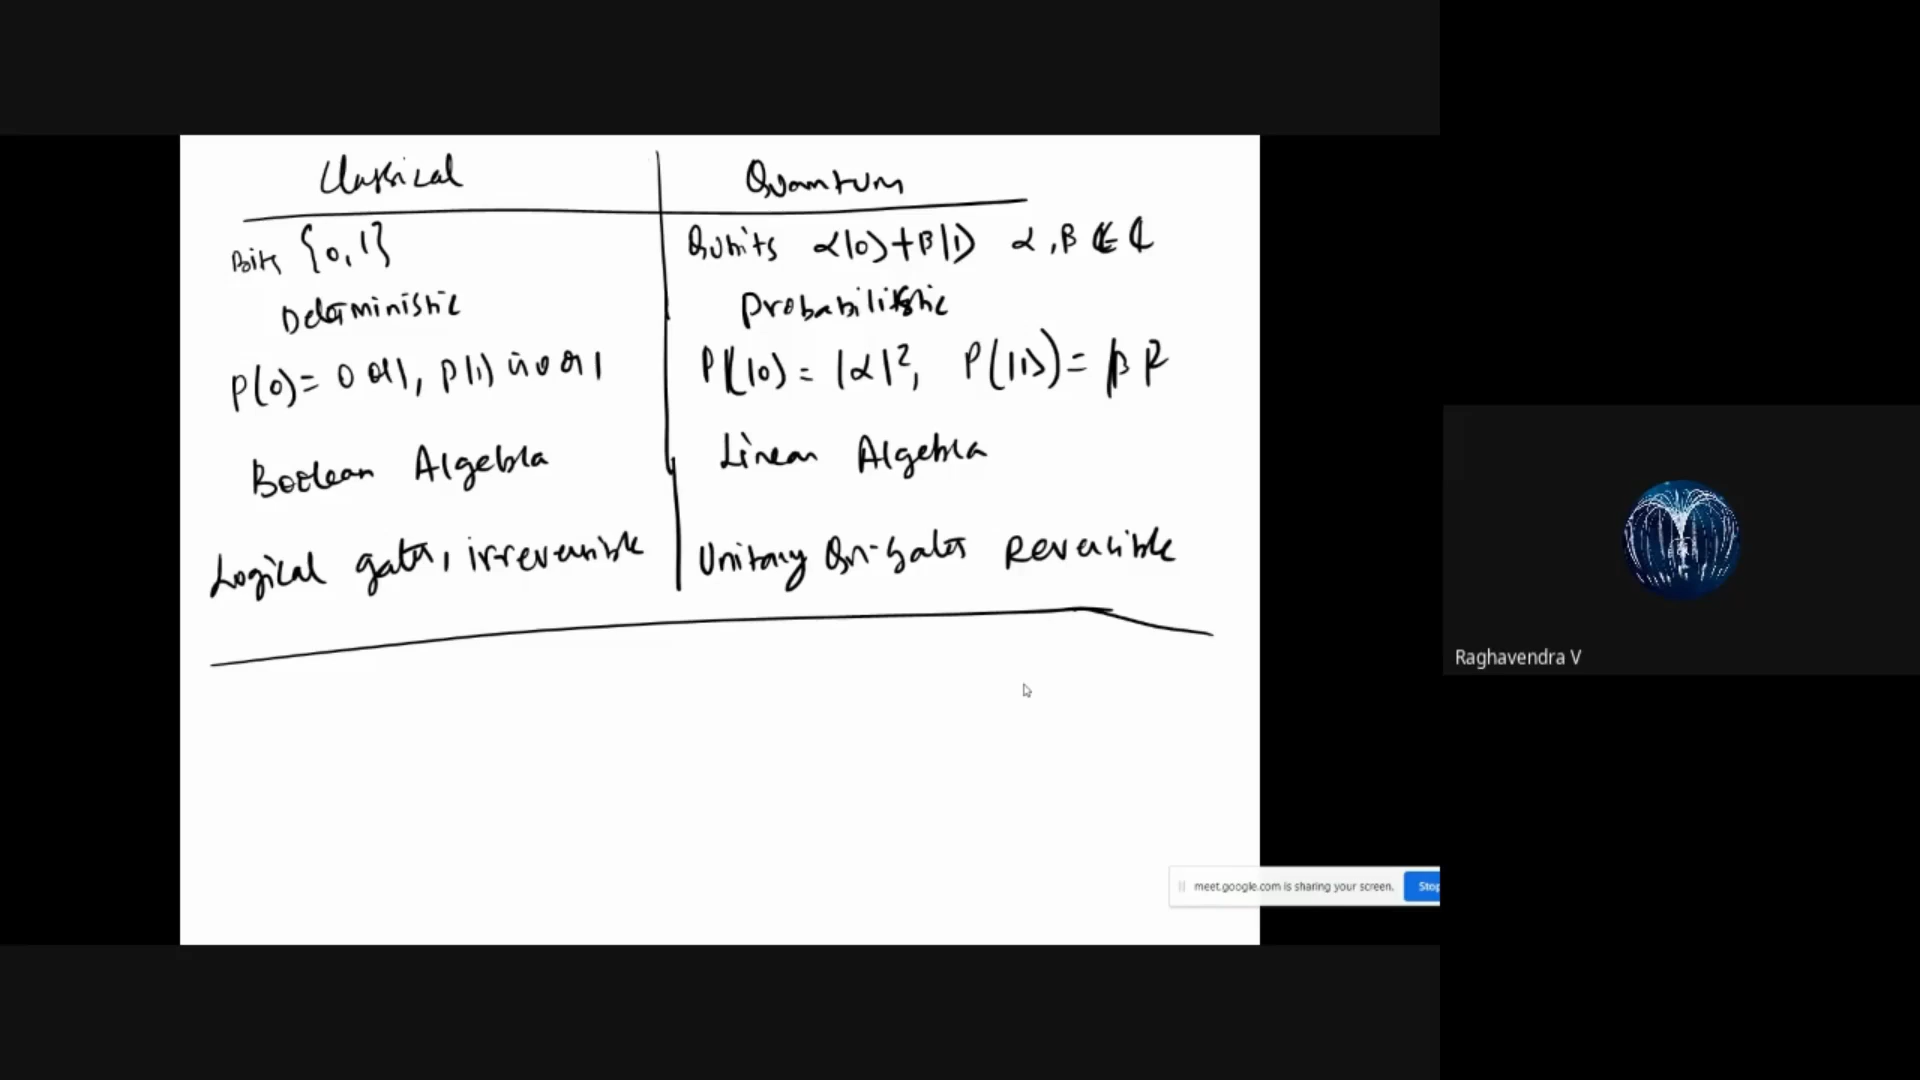 Classical Quantum
Bits {0,1} Qubits α|0⟩+β|1⟩ α,β ∈ ℂ
Deterministic Probabilistic
P(0)= 0 or 1, P(1) is 0 or 1 P(|0⟩ = |α|², P(|1⟩)= |β|²
Boolean Algebra Linear Algebra
Logical gates, irreversible Unitary Qu-gates Reversible
Raghavendra V
meet.google.com is sharing your screen. Stop